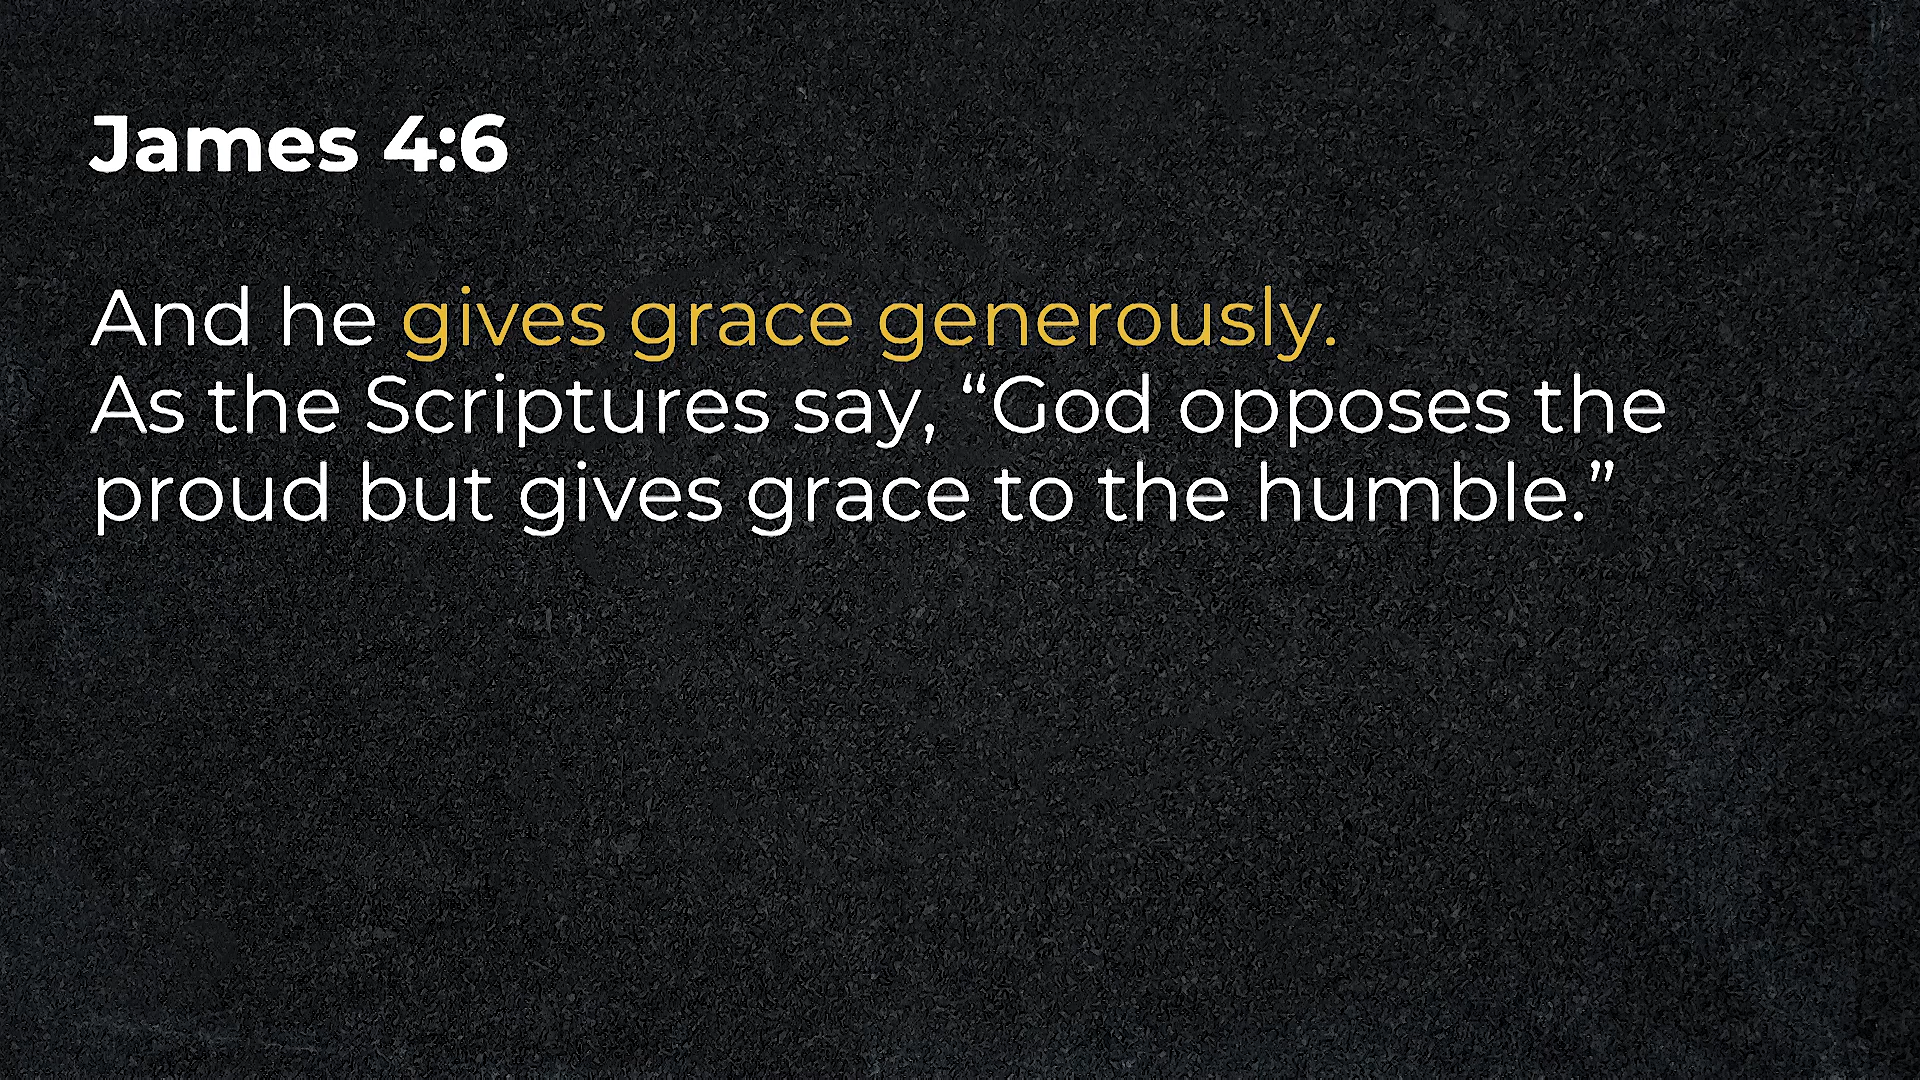 James 4:6
And he gives grace generously.
As the Scriptures say, “God opposes the
proud but gives grace to the humble.”